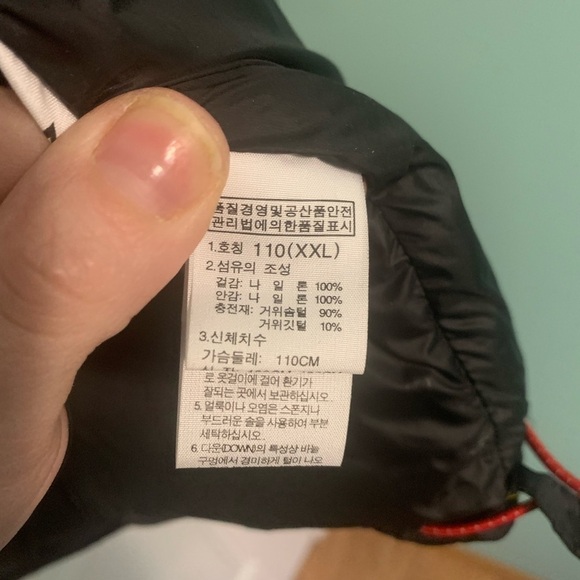 품질경영및공산품안전
관리법에의한품질표시
1.호칭 110(XXL)
2.섬유의 조성
겉감: 나 일 론 100%
안감: 나 일 론 100%
충전재: 거위솜털 90%
거위깃털 10%
3.신체치수
가슴둘레: 110CM
로 옷걸이에 걸어 환기가
잘되는 곳에서 보관하십시오.
5. 얼룩이나 오염은 스폰지나
부드러운 솔을 사용하여 부분
세탁하십시오.
6. 다운(DOWN)의 특성상 바늘
구멍에서 경미하게 털이 나오